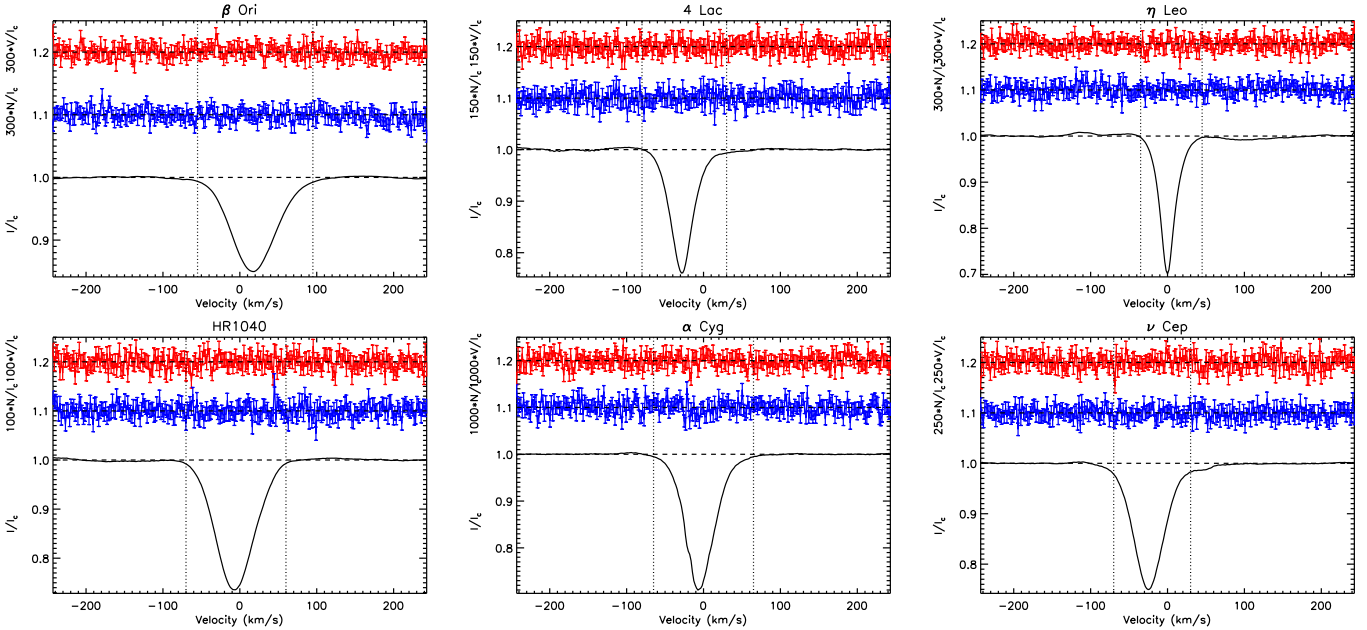 β Ori
300*V/Ic
300*N/Ic
I/Ic
1.2
1.1
1.0
0.9
-200 -100 0 100 200
Velocity (km/s)
4 Lac
150*V/Ic
150*N/Ic
I/Ic
1.2
1.1
1.0
0.9
0.8
-200 -100 0 100 200
Velocity (km/s)
η Leo
300*V/Ic
300*N/Ic
I/Ic
1.2
1.1
1.0
0.9
0.8
0.7
-200 -100 0 100 200
Velocity (km/s)
HR1040
100*V/Ic
100*N/Ic
I/Ic
1.2
1.1
1.0
0.9
0.8
-200 -100 0 100 200
Velocity (km/s)
α Cyg
1000*V/Ic
1000*N/Ic
I/Ic
1.2
1.1
1.0
0.9
0.8
-200 -100 0 100 200
Velocity (km/s)
ν Cep
250*V/Ic
250*N/Ic
I/Ic
1.2
1.1
1.0
0.9
0.8
-200 -100 0 100 200
Velocity (km/s)